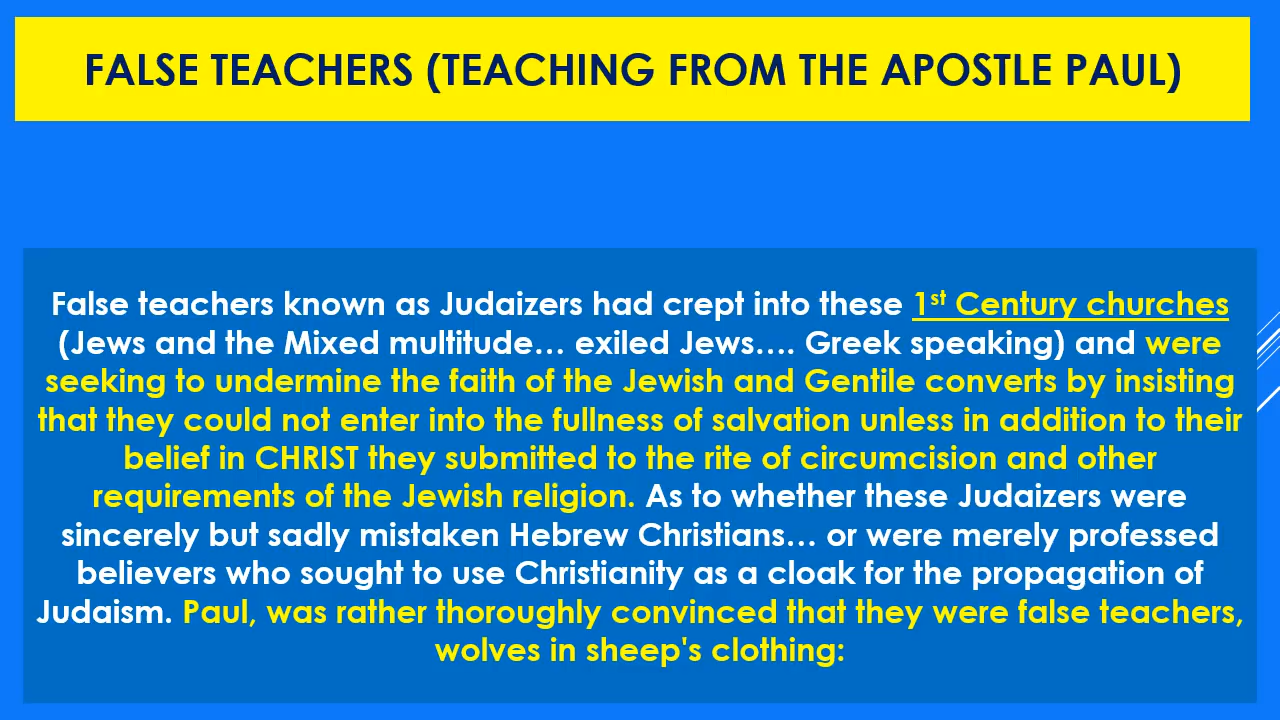 FALSE TEACHERS (TEACHING FROM THE APOSTLE PAUL)
False teachers known as Judaizers had crept into these 1st Century churches
(Jews and the Mixed multitude… exiled Jews…. Greek speaking) and were
seeking to undermine the faith of the Jewish and Gentile converts by insisting
that they could not enter into the fullness of salvation unless in addition to their
belief in CHRIST they submitted to the rite of circumcision and other
requirements of the Jewish religion. As to whether these Judaizers were
sincerely but sadly mistaken Hebrew Christians… or were merely professed
believers who sought to use Christianity as a cloak for the propagation of
Judaism. Paul, was rather thoroughly convinced that they were false teachers,
wolves in sheep's clothing: